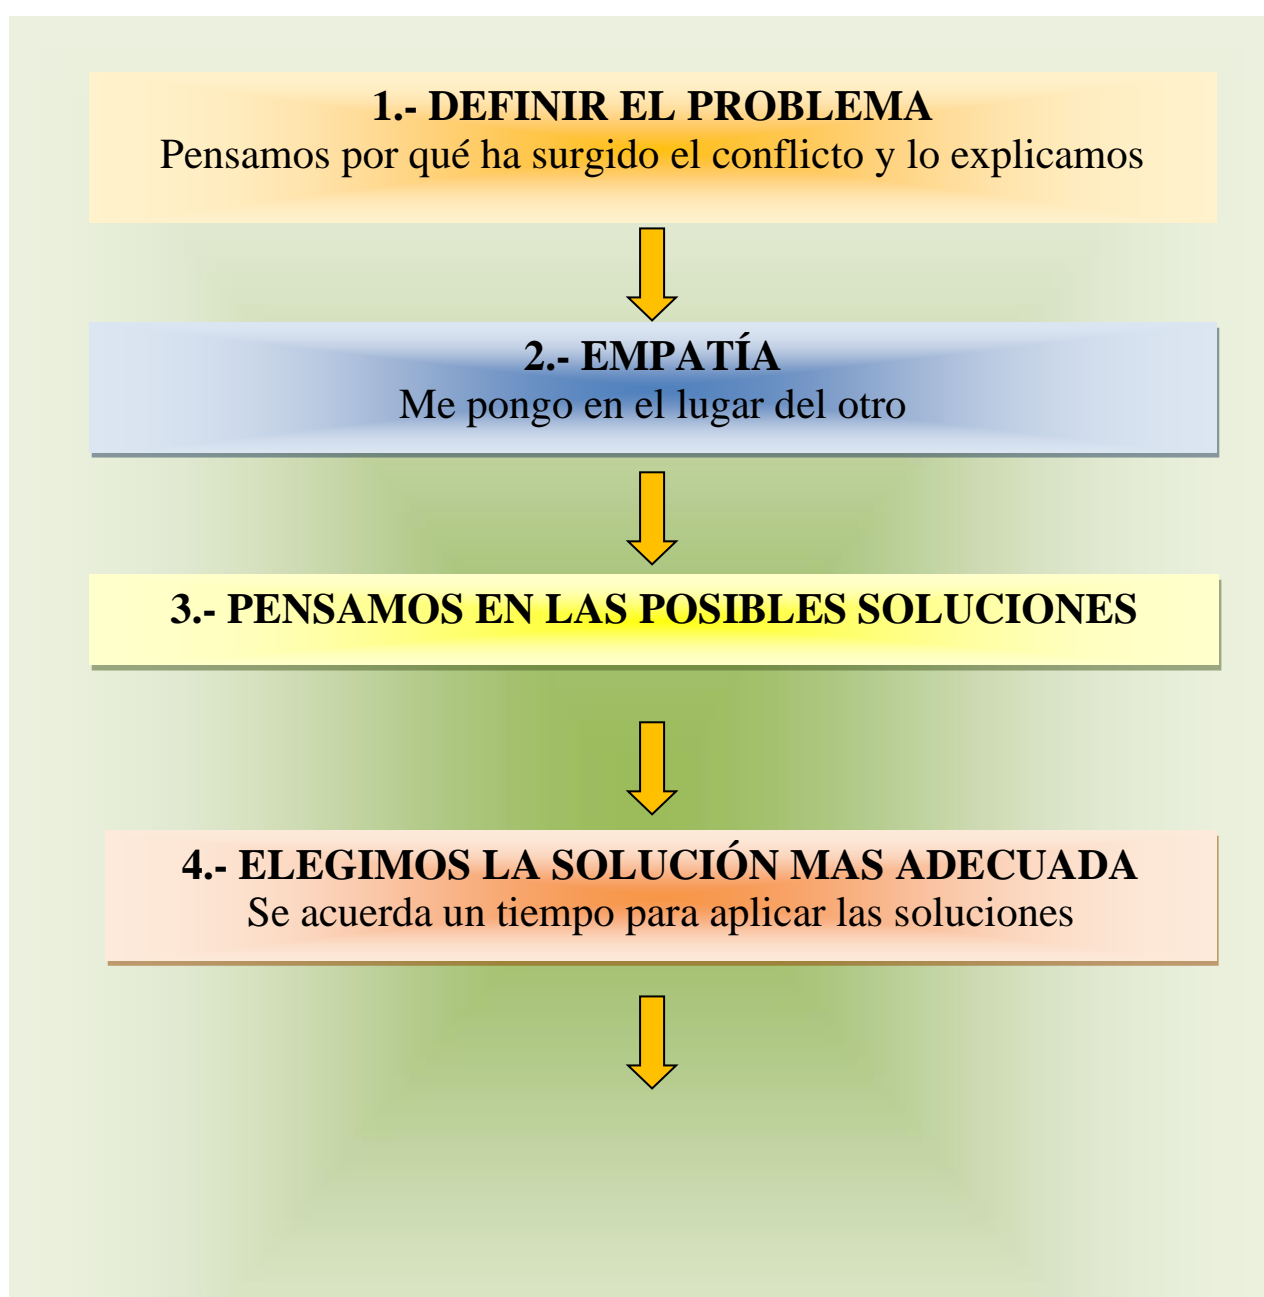 1.- DEFINIR EL PROBLEMA
Pensamos por qué ha surgido el conflicto y lo explicamos
2.- EMPATÍA
Me pongo en el lugar del otro
3.- PENSAMOS EN LAS POSIBLES SOLUCIONES
4.- ELEGIMOS LA SOLUCIÓN MAS ADECUADA
Se acuerda un tiempo para aplicar las soluciones